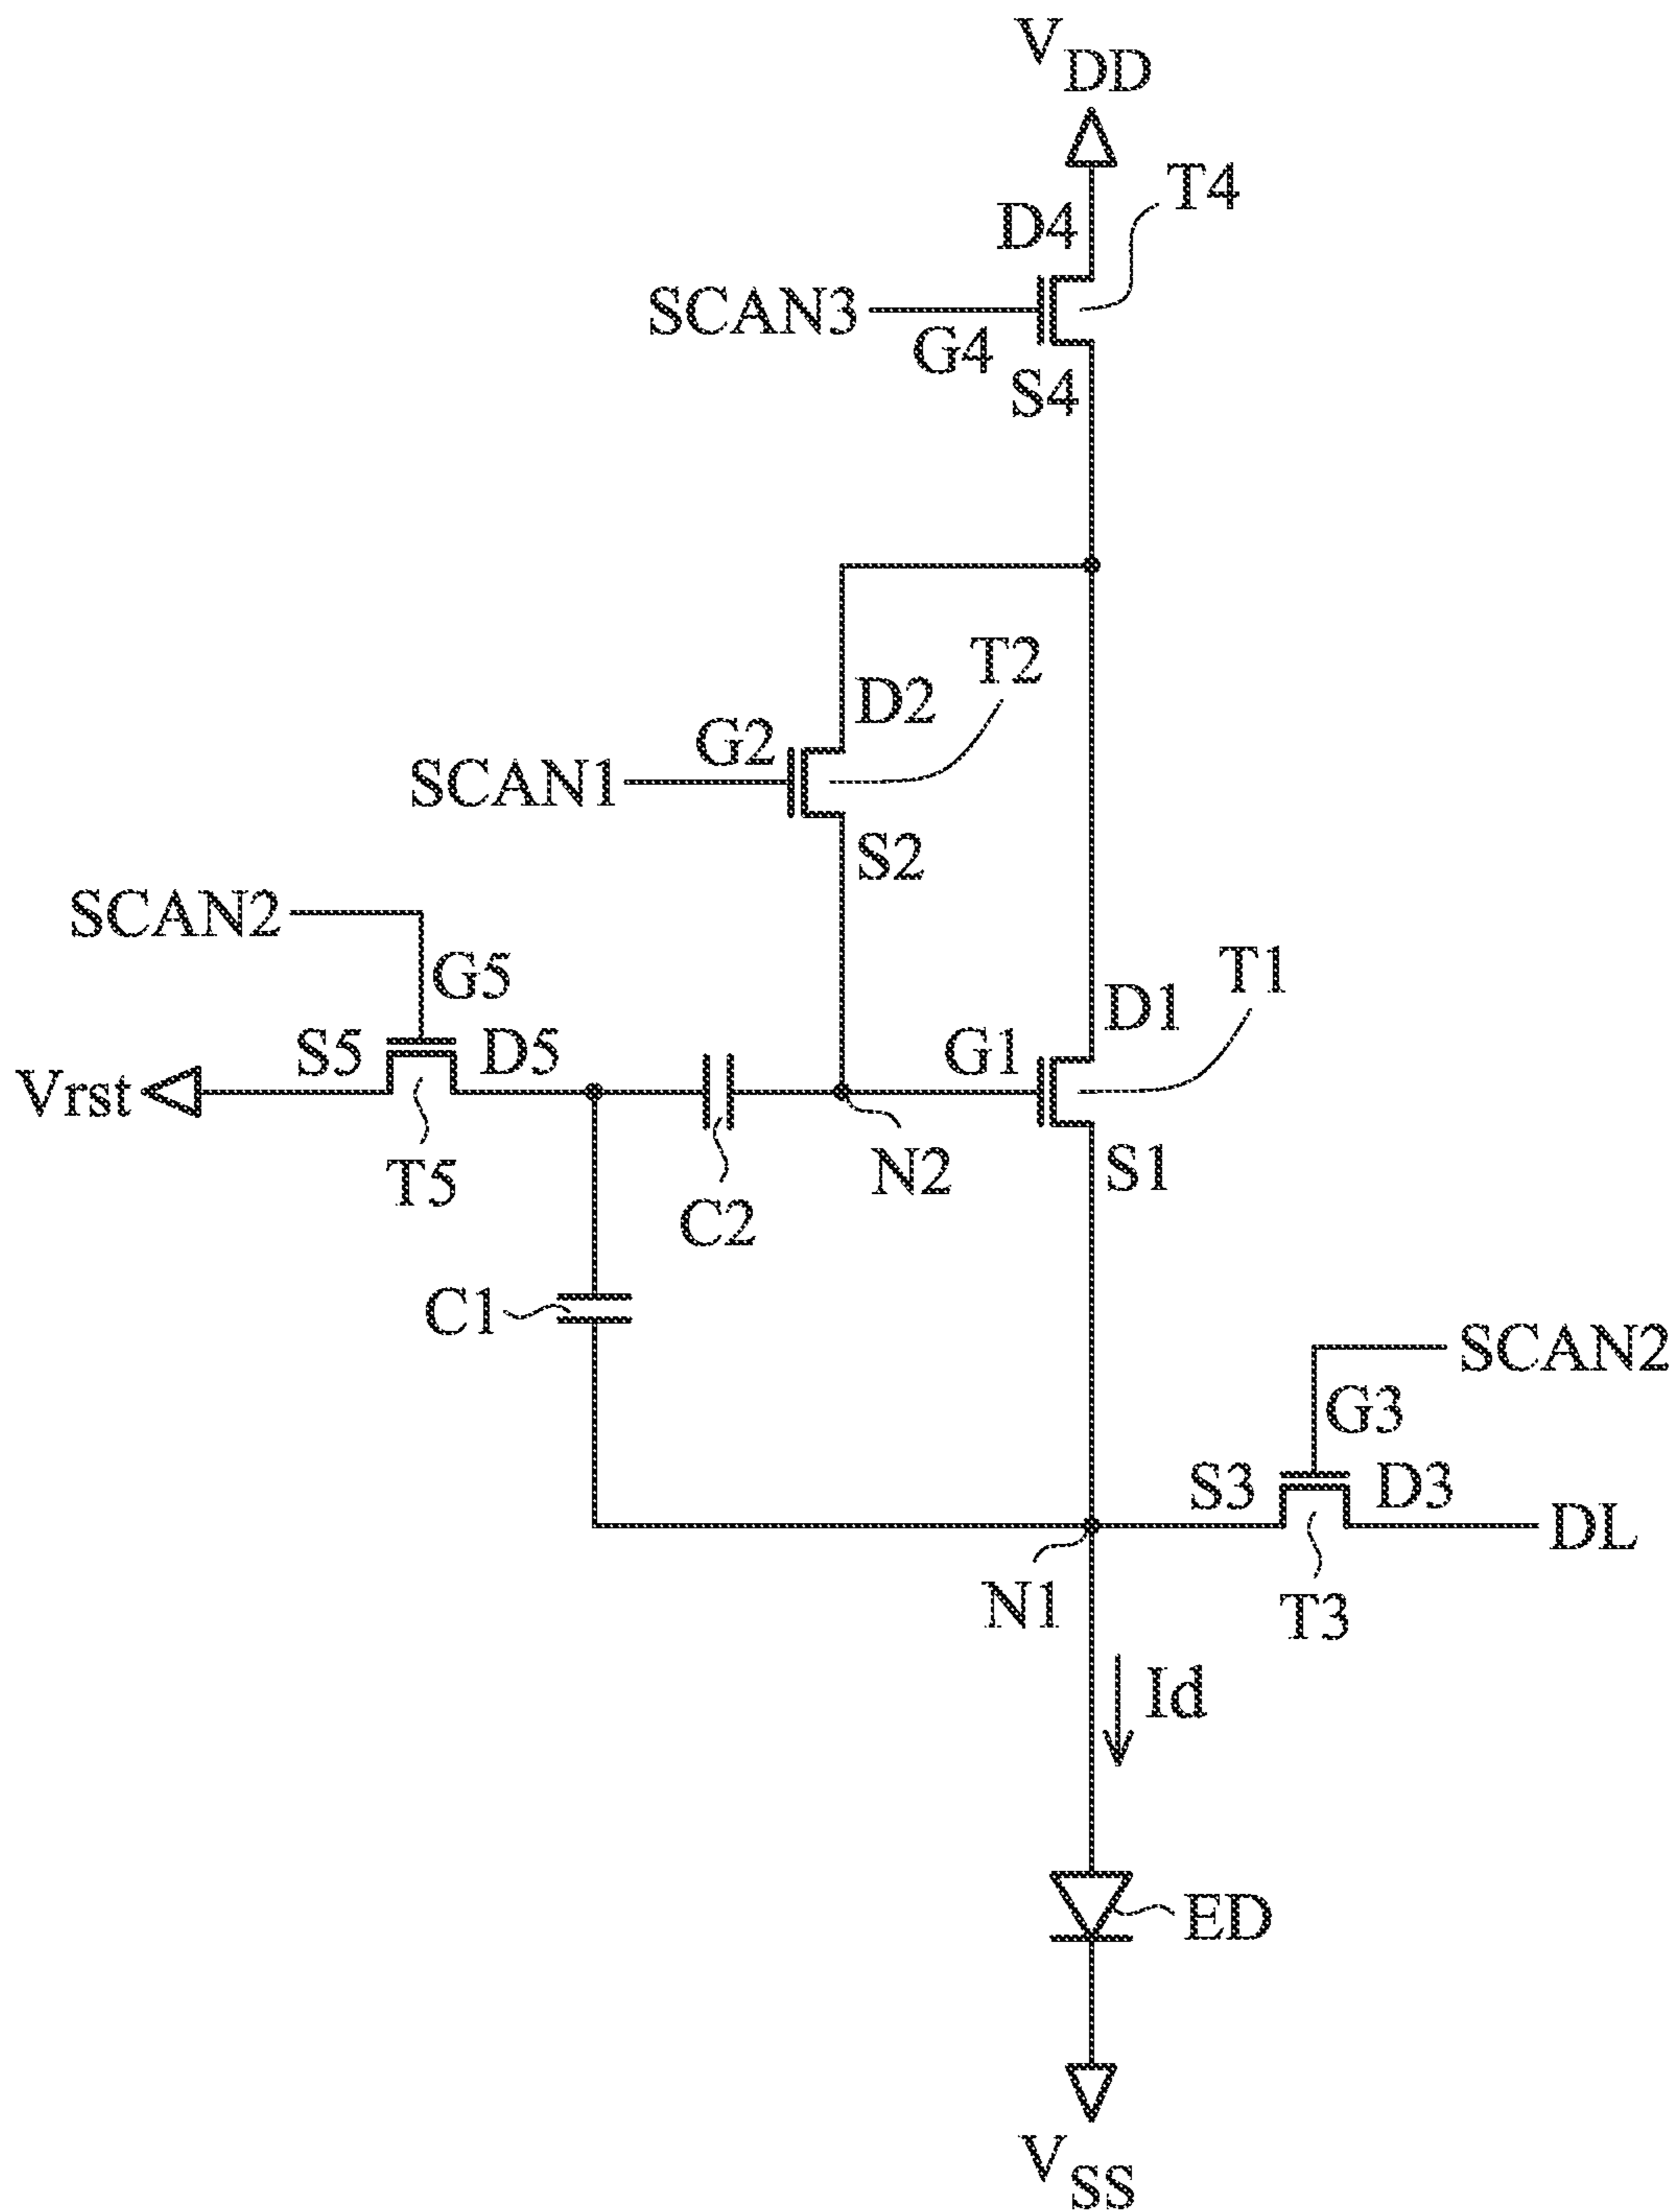 VDD
T4
D4
SCAN3
G4
S4
T2
D2
G2
SCAN1
S2
SCAN2
G5
T1
D1
S5
D5
G1
Vrst
T5
N2
S1
C2
C1
SCAN2
G3
S3
D3
DL
N1
T3
Id
ED
VSS